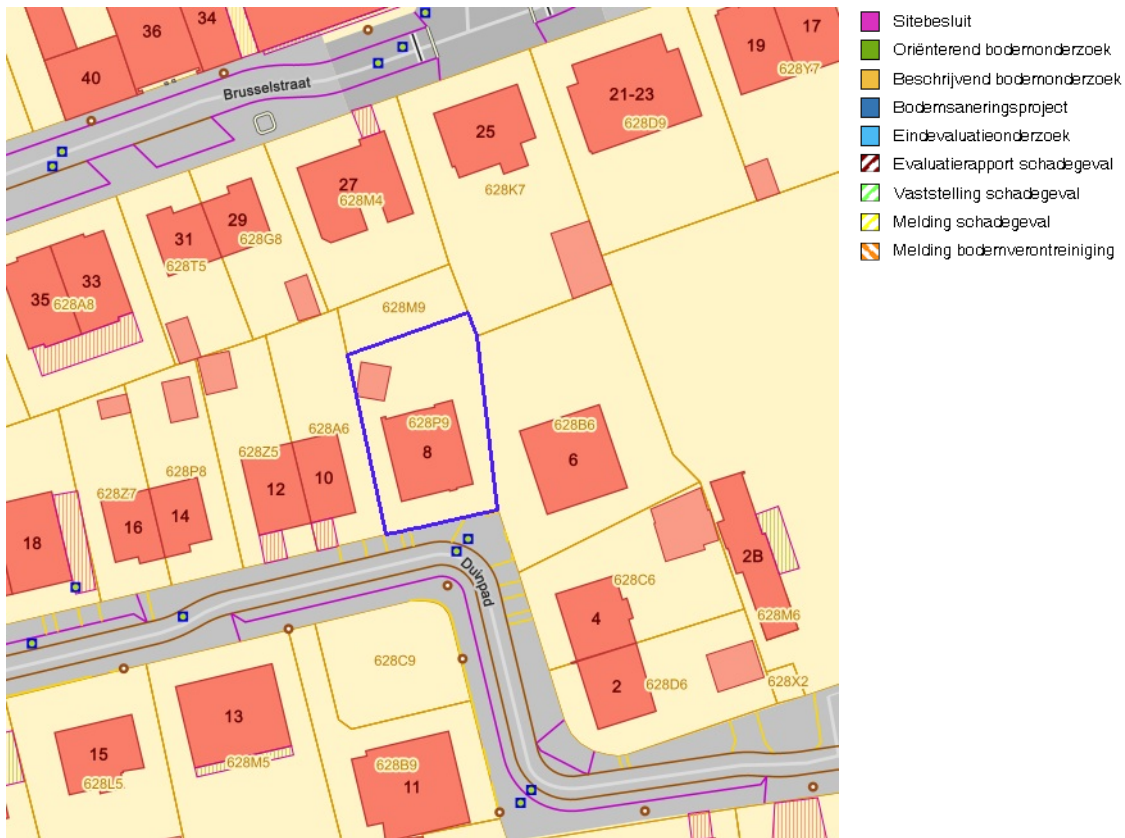 36
34
40
Brusselstraat
19
17
628Y7
21-23
628D9
25
628K7
27
628M4
29
31
628G8
628T5
33
35
628A8
628M9
628P9
8
628B6
6
628A6
628Z5
10
12
628P8
628Z7
14
16
18
2B
628M6
Duinpad
628C6
4
2
628D6
628X2
628C9
13
628M5
15
628L5
628B9
11
Sitebesluit
Oriënterend bodemonderzoek
Beschrijvend bodemonderzoek
Bodemsaneringsproject
Eindevaluatieonderzoek
Evaluatierapport schadegeval
Vaststelling schadegeval
Melding schadegeval
Melding bodemverontreiniging